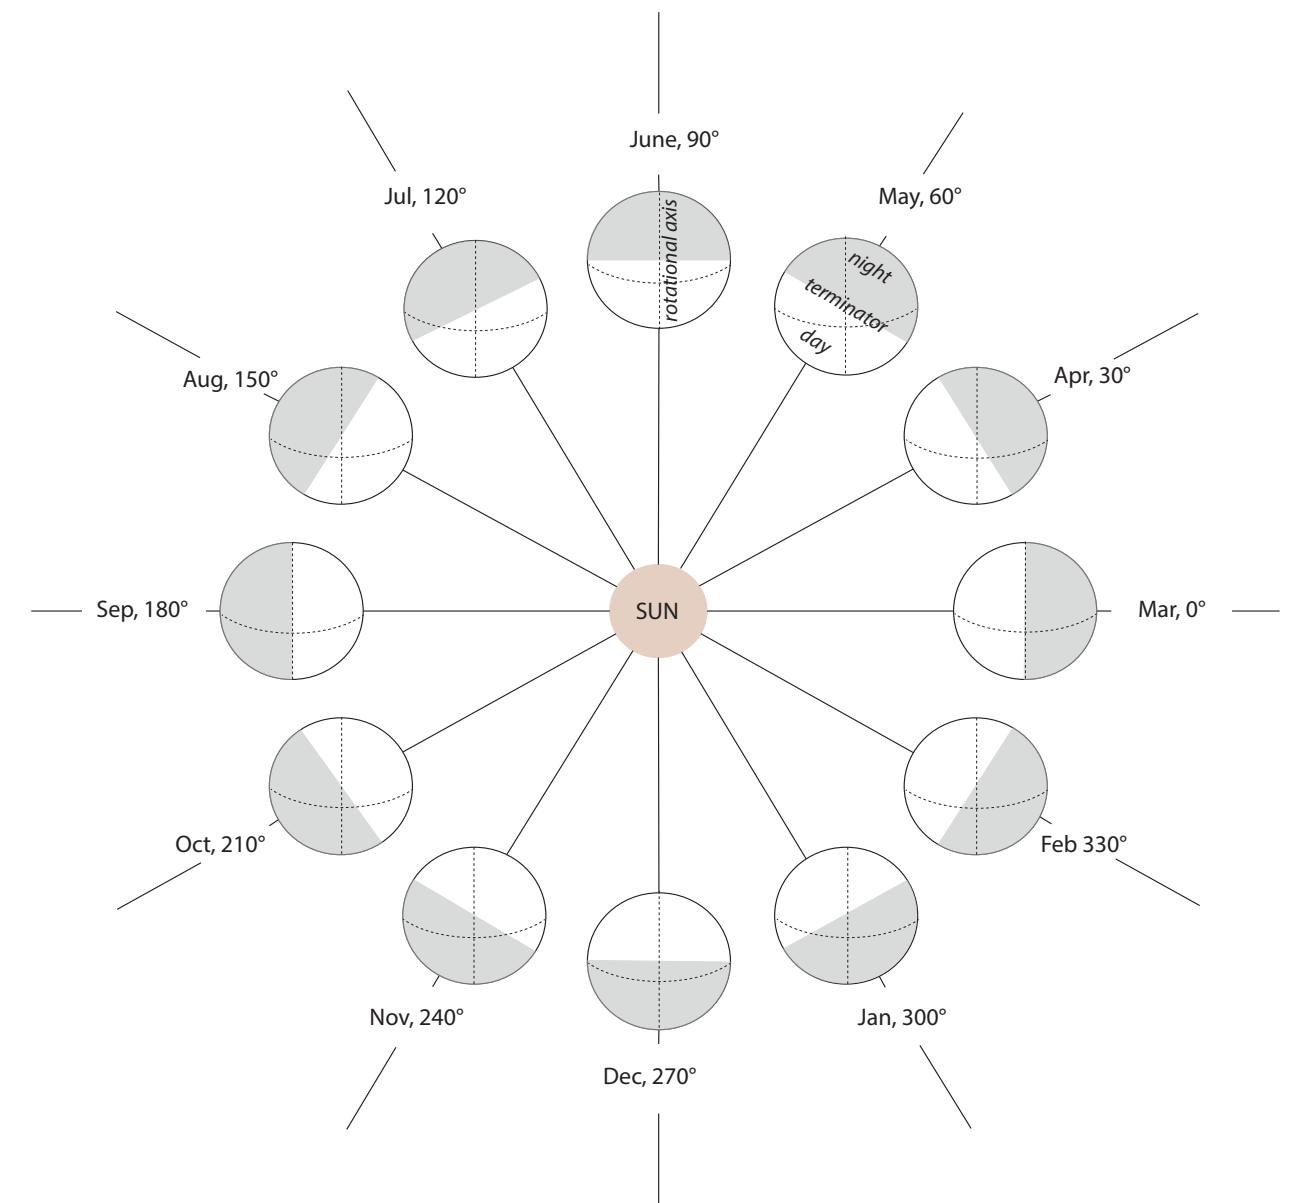 June, 90°
May, 60°
Jul, 120°
rotational axis
night
terminator
day
Aug, 150°
Apr, 30°
Sep, 180°
SUN
Mar, 0°
Oct, 210°
Feb 330°
Nov, 240°
Jan, 300°
Dec, 270°